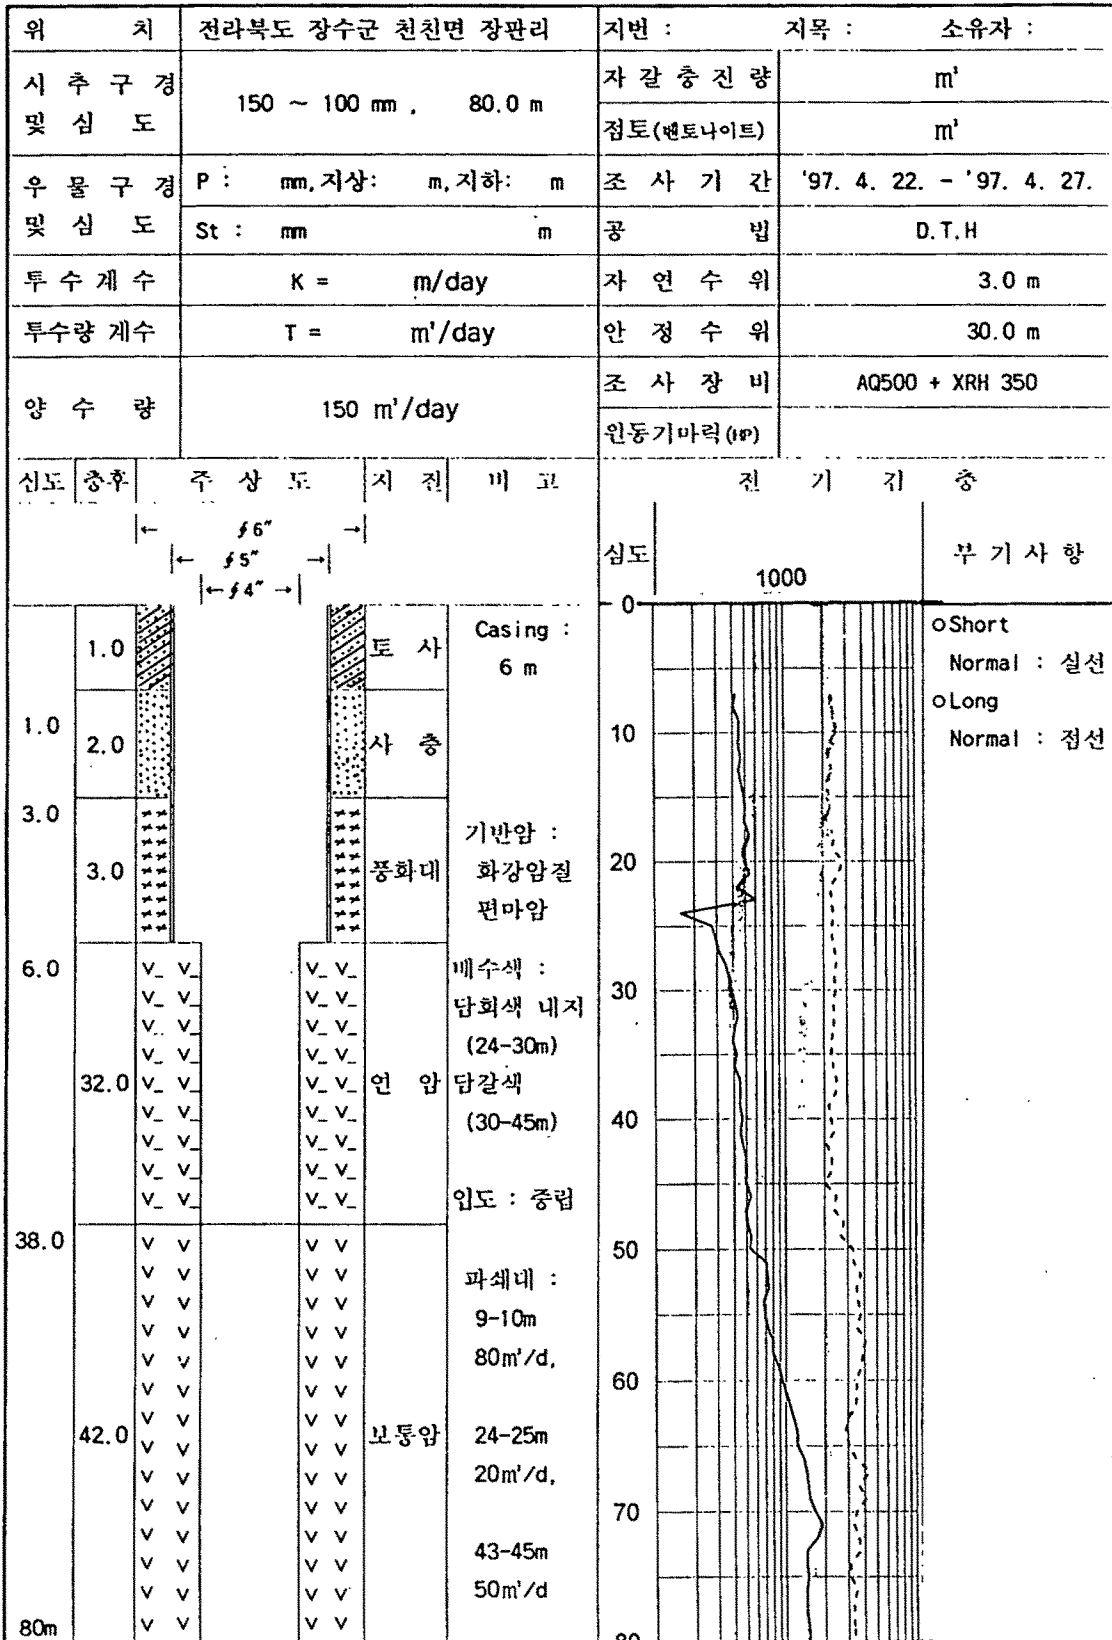 위 치 전라북도 장수군 천천면 장판리 지번 : 지목 : 소유자 :
시 추 구 경 및 심 도 150 ~ 100 mm , 80.0 m
자 갈 충 진 량 m³
점토(벤토나이트) m³
우 물 구 경 및 심 도 P : mm, 지상: m, 지하: m
St : mm m
조 사 기 간 '97. 4. 22. - '97. 4. 27.
공 법 D.T.H
투 수 계 수 K = m/day
자 연 수 위 3.0 m
투수량 계수 T = m³/day
안 정 수 위 30.0 m
양 수 량 150 m³/day
조 사 장 비 AQ500 + XRH 350
원동기마력(HP)
심도 층후 주 상 도 지 질 비 고 전 기 검 층
← ∮6″ →
← ∮5″ →
← ∮4″ →
심도 1000 부 기 사 항
1.0 토 사
Casing :
6 m
1.0
2.0 사 층
3.0
3.0 풍화대
기반암 :
화강암질
편마암
6.0
32.0 연 암
배수색 :
담회색 내지
(24-30m)
담갈색
(30-45m)
입도 : 중립
38.0
42.0 보통암
파쇄대 :
9-10m
80m³/d,
24-25m
20m³/d,
43-45m
50m³/d
80m
0
10
20
30
40
50
60
70
80
○Short
Normal : 실선
○Long
Normal : 점선